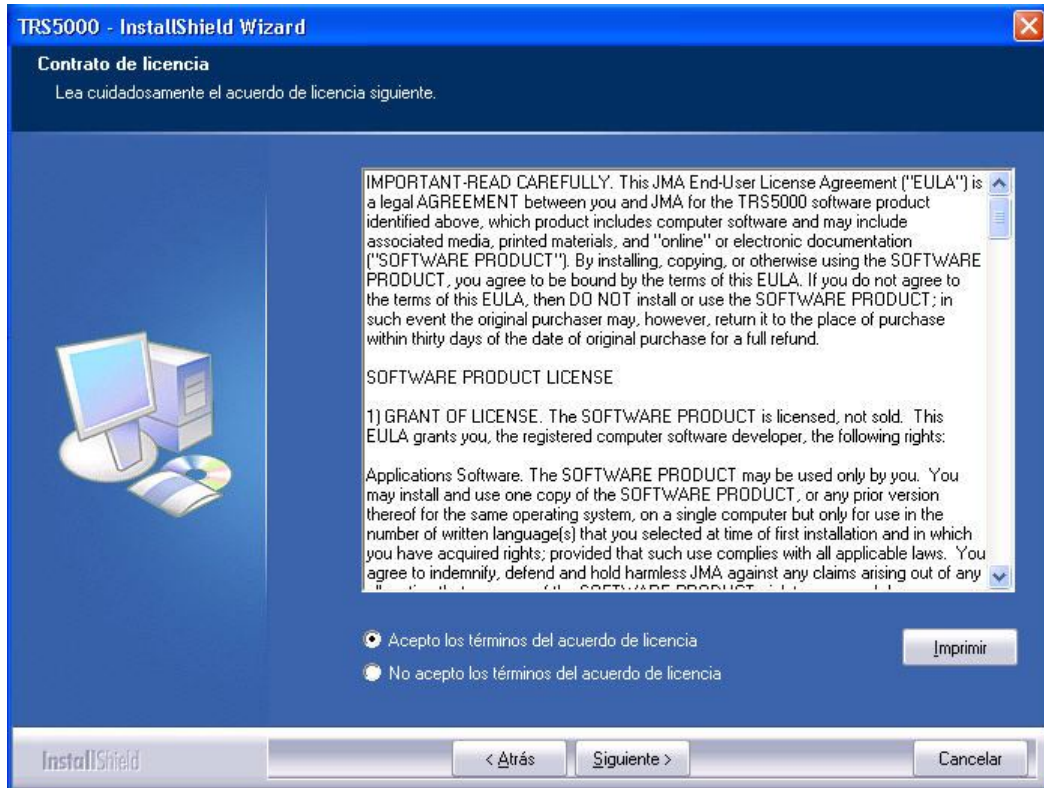 TRS5000 - InstallShield Wizard
Contrato de licencia
Lea cuidadosamente el acuerdo de licencia siguiente.
IMPORTANT-READ CAREFULLY. This JMA End-User License Agreement ("EULA") is
a legal AGREEMENT between you and JMA for the TRS5000 software product
identified above, which product includes computer software and may include
associated media, printed materials, and "online" or electronic documentation
("SOFTWARE PRODUCT"). By installing, copying, or otherwise using the SOFTWARE
PRODUCT, you agree to be bound by the terms of this EULA. If you do not agree to
the terms of this EULA, then DO NOT install or use the SOFTWARE PRODUCT; in
such event the original purchaser may, however, return it to the place of purchase
within thirty days of the date of original purchase for a full refund.
SOFTWARE PRODUCT LICENSE
1) GRANT OF LICENSE. The SOFTWARE PRODUCT is licensed, not sold. This
EULA grants you, the registered computer software developer, the following rights:
Applications Software. The SOFTWARE PRODUCT may be used only by you. You
may install and use one copy of the SOFTWARE PRODUCT, or any prior version
thereof for the same operating system, on a single computer but only for use in the
number of written language(s) that you selected at time of first installation and in which
you have acquired rights; provided that such use complies with all applicable laws. You
agree to indemnify, defend and hold harmless JMA against any claims arising out of any
Acepto los términos del acuerdo de licencia
No acepto los términos del acuerdo de licencia
Imprimir
InstallShield
< Atrás
Siguiente >
Cancelar